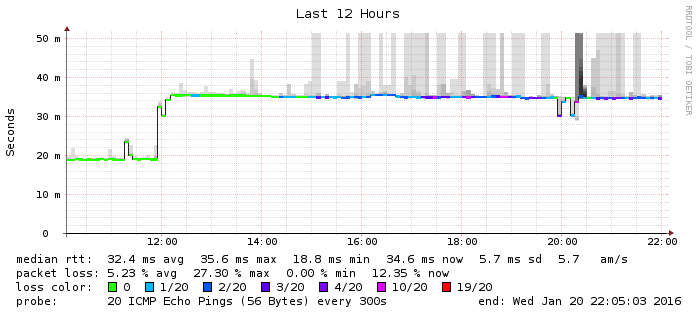 Last 12 Hours
RRDTOOL / TOBI OETIKER
Seconds
50 m
40 m
30 m
20 m
10 m
0
12:00 14:00 16:00 18:00 20:00 22:00
median rtt: 32.4 ms avg 35.6 ms max 18.8 ms min 34.6 ms now 5.7 ms sd 5.7 am/s
packet loss: 5.23 % avg 27.30 % max 0.00 % min 12.35 % now
loss color: 0 1/20 2/20 3/20 4/20 10/20 19/20
probe: 20 ICMP Echo Pings (56 Bytes) every 300s end: Wed Jan 20 22:05:03 2016